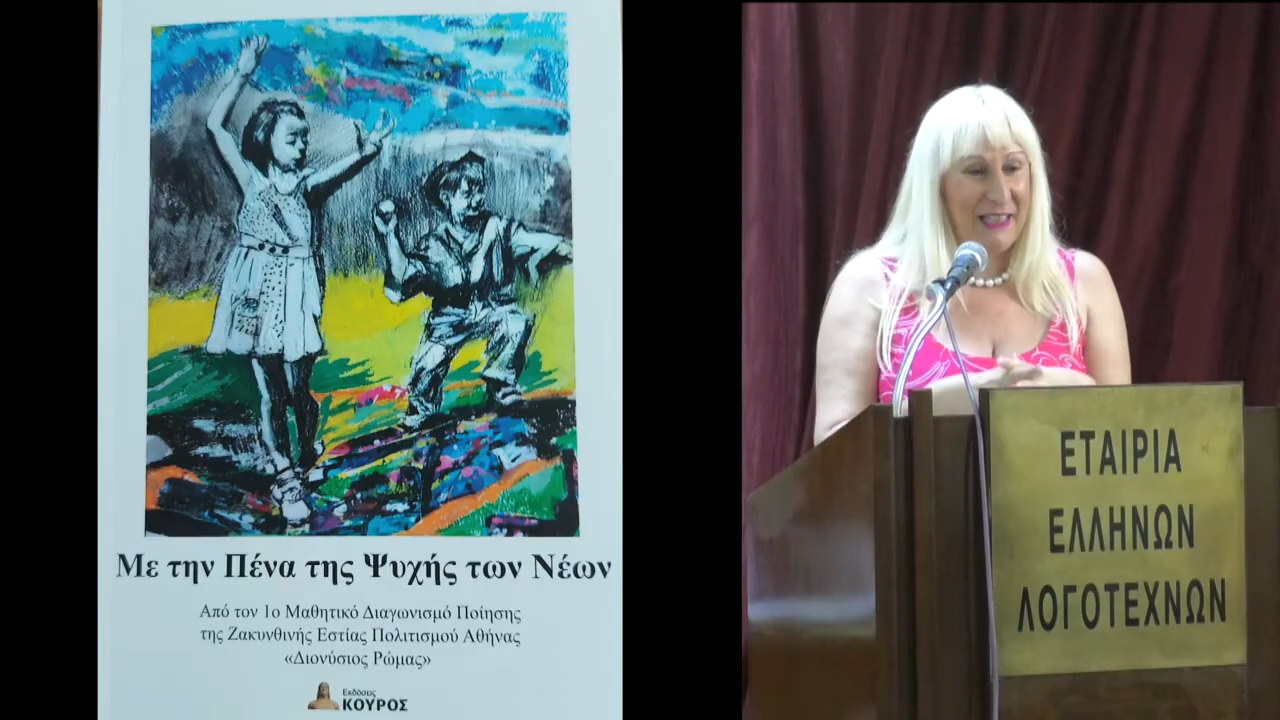 Με την Πένα της Ψυχής των Νέων
Από τον 1ο Μαθητικό Διαγωνισμό Ποίησης
της Ζακυνθινής Εστίας Πολιτισμού Αθήνας
«Διονύσιος Ρώμας»
Εκδόσεις
ΚΟΥΡΟΣ
ΕΤΑΙΡΙΑ
ΕΛΛΗΝΩΝ
ΛΟΓΟΤΕΧΝΩΝ